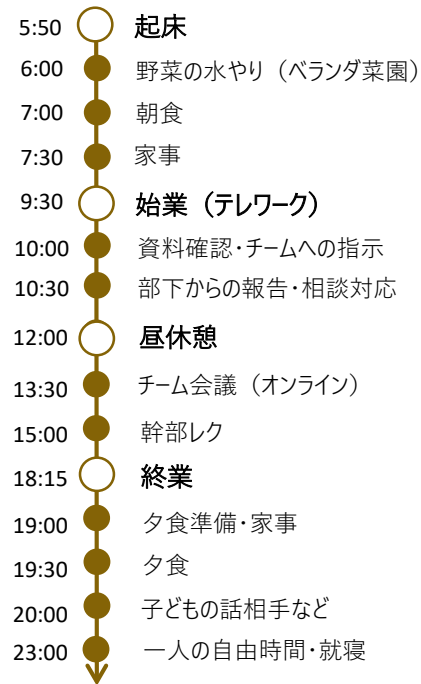 5:50 起床
6:00 野菜の水やり（ベランダ菜園）
7:00 朝食
7:30 家事
9:30 始業（テレワーク）
10:00 資料確認・チームへの指示
10:30 部下からの報告・相談対応
12:00 昼休憩
13:30 チーム会議（オンライン）
15:00 幹部レク
18:15 終業
19:00 夕食準備・家事
19:30 夕食
20:00 子どもの話相手など
23:00 一人の自由時間・就寝